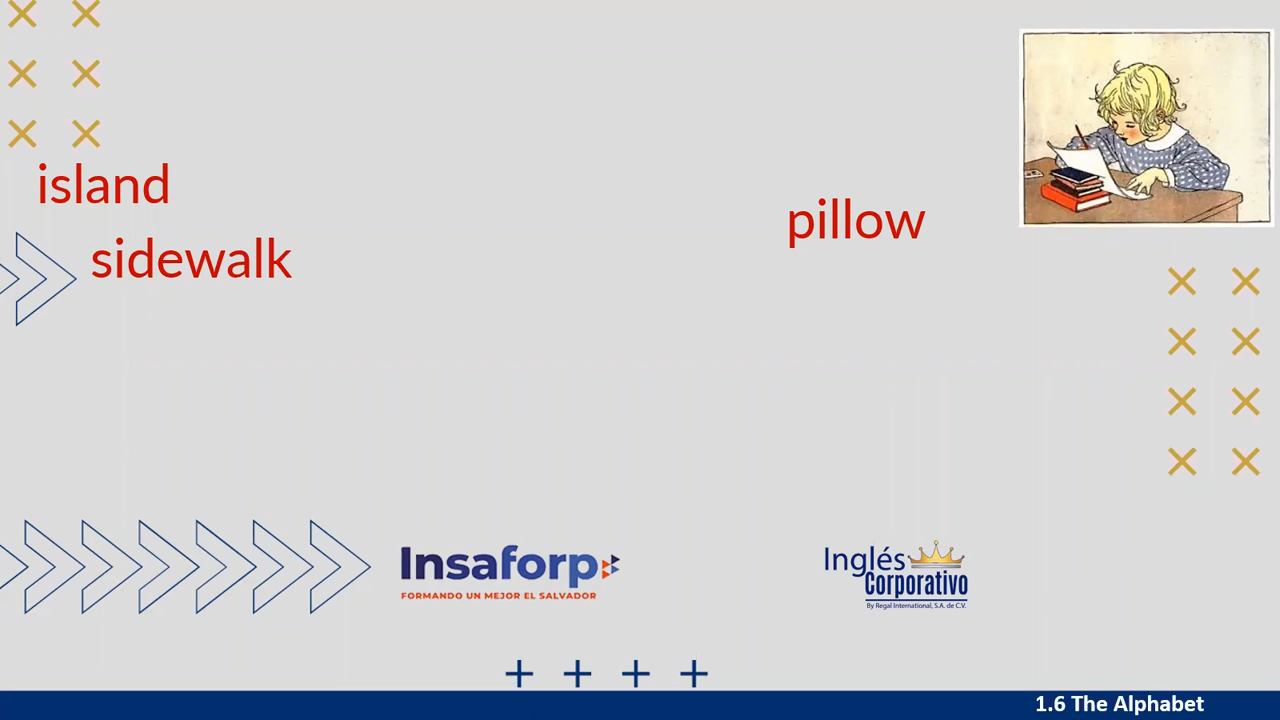 island
sidewalk
pillow
Insaforp
FORMANDO UN MEJOR EL SALVADOR
Inglés
Corporativo
By Regal International, S.A. de C.V.
1.6 The Alphabet